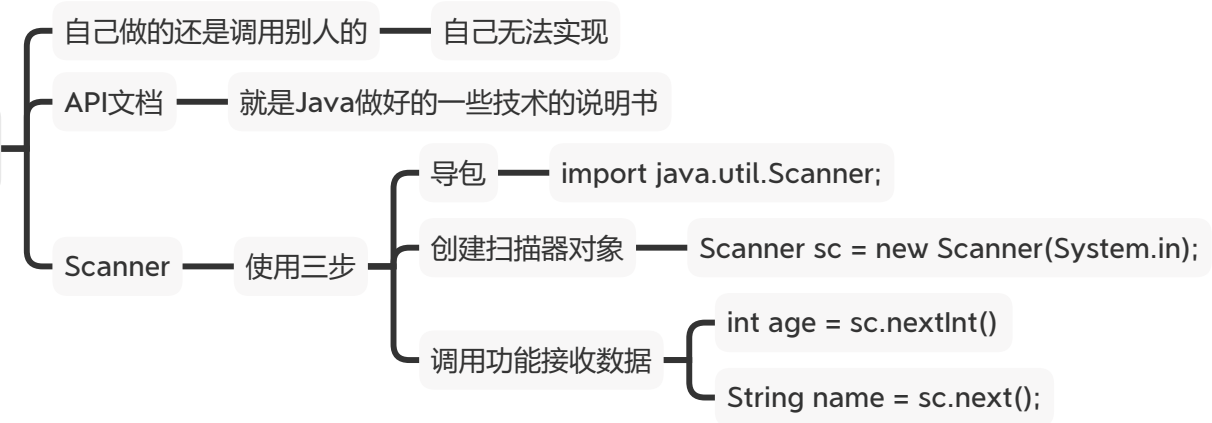 自己做的还是调用别人的
自己无法实现
API文档
就是Java做好的一些技术的说明书
Scanner
使用三步
导包
import java.util.Scanner;
创建扫描器对象
Scanner sc = new Scanner(System.in);
调用功能接收数据
int age = sc.nextInt()
String name = sc.next();